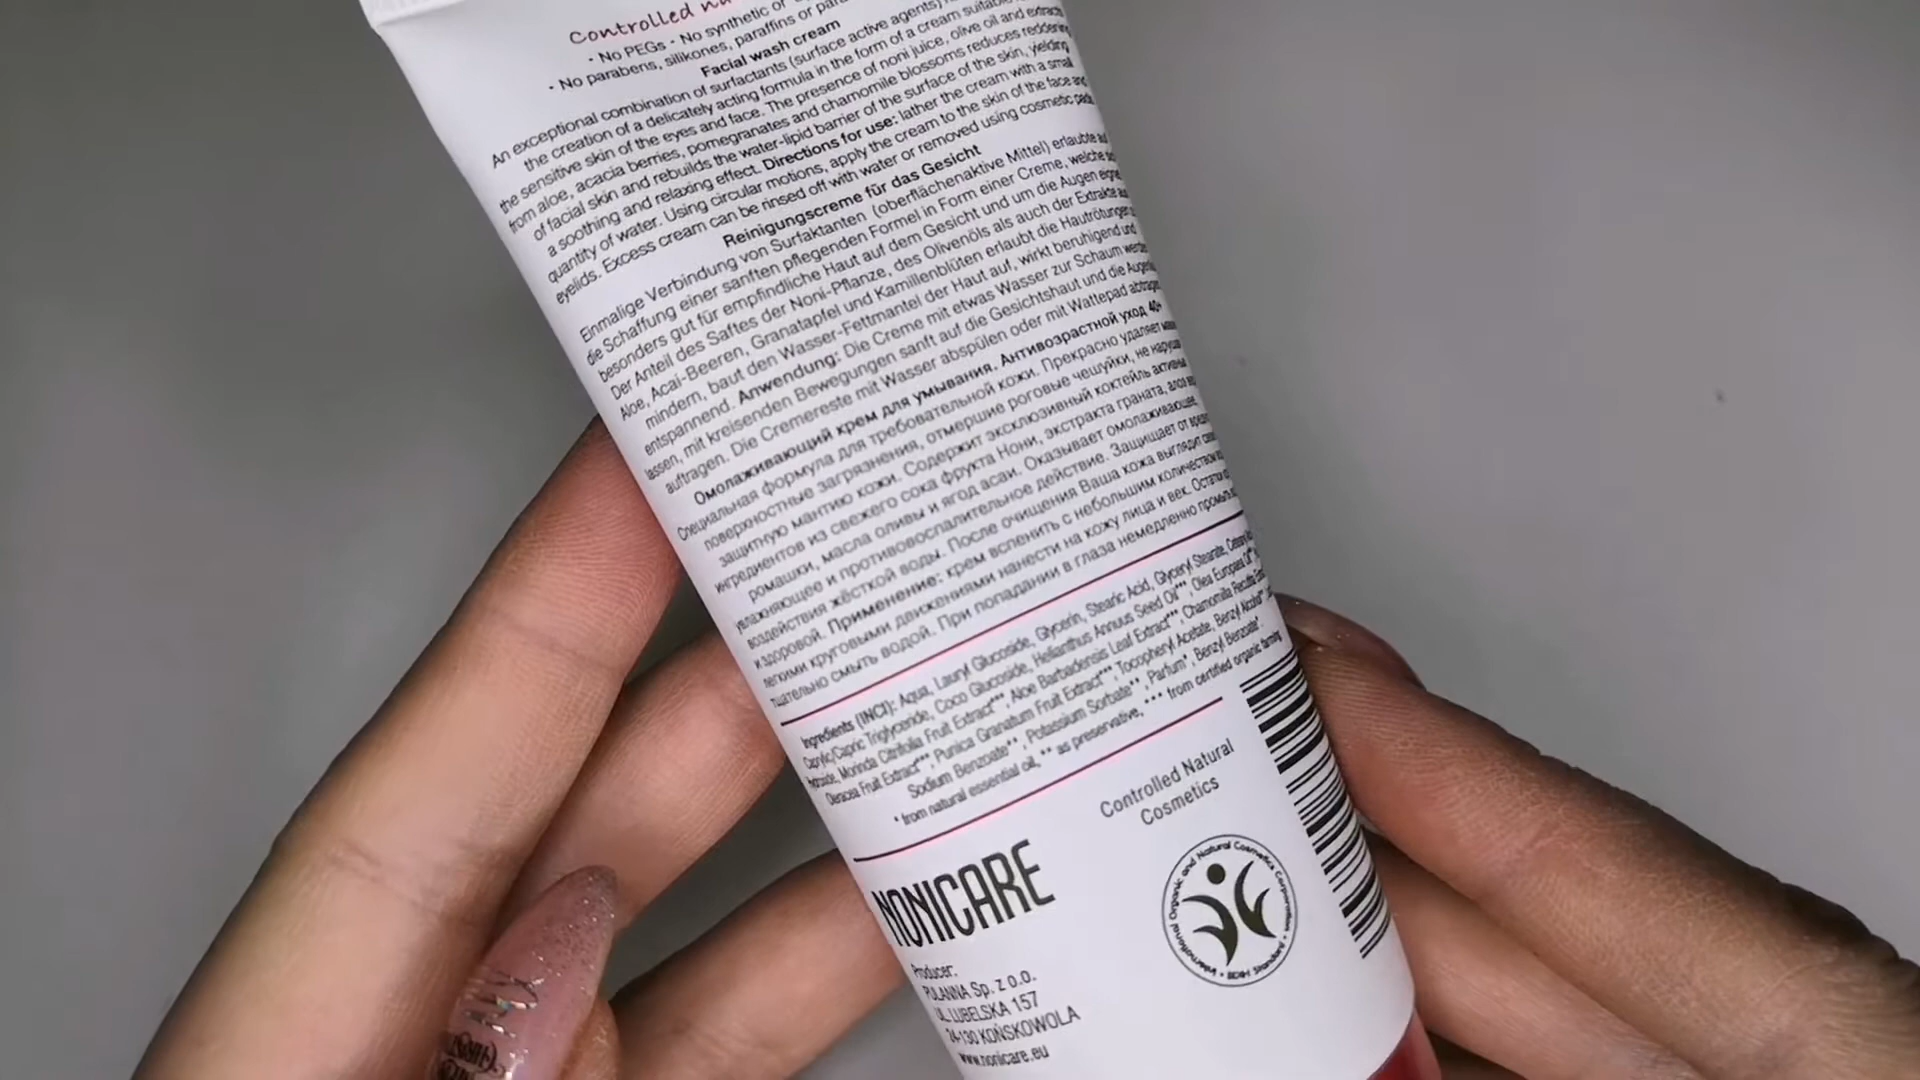 Controlled
• No PEGs • No synthetic
• No parabens, silikones, paraffins or
Facial wash cream
An exceptional combination of surfactants (surface active agents)
the creation of a delicately acting formula in the form of a cream suitable
the sensitive skin of the eyes and face. The presence of noni juice, olive oil and extracts
from aloe, acacia berries, pomegranates and chamomile blossoms reduces reddening
of facial skin and rebuilds the water-lipid barrier of the surface of the skin, yielding
a soothing and relaxing effect. Directions for use: lather the cream with a small
quantity of water. Using circular motions, apply the cream to the skin of the face and
eyelids. Excess cream can be rinsed off with water or removed using cosmetic pads.
Reinigungscreme für das Gesicht
Einmalige Verbindung von Surfaktanten (oberflächenaktive Mittel) erlaubte
die Schaffung einer sanften pflegenden Formel in Form einer Creme, welche
besonders gut für empfindliche Haut auf dem Gesicht und um die Augen
Der Anteil des Saftes der Noni-Pflanze, des Olivenöls als auch der Extrakte
Aloe, Acai-Beeren, Granatapfel und Kamillenblüten erlaubt die Hautrötungen
mindern, baut den Wasser-Fettmantel der Haut auf, wirkt beruhigend und
entspannend. Anwendung: Die Creme mit etwas Wasser zur Schaum
lassen, mit kreisenden Bewegungen sanft auf die Gesichtshaut und die
auftragen. Die Cremereste mit Wasser abspülen oder mit Wattepad
Омолаживающий крем для умывания. Антивозрастной уход 40+
Специальная формула для требовательной кожи. Прекрасно удаляет
поверхностные загрязнения, отмершие роговые чешуйки, не
защитную мантию кожи. Содержит эксклюзивный коктейль
ингредиентов из свежего сока фрукта Нони, экстракта граната, алоэ
ромашки, масла оливы и ягод асаи. Оказывает омолаживающее,
увлажняющее и противовоспалительное действие. Защищает от
воздействия жёсткой воды. После очищения Ваша кожа выглядит
и здоровой. Применение: крем вспенить с небольшим количеством
легкими круговыми движениями нанести на кожу лица и век.
тщательно смыть водой. При попадании в глаза немедленно
Ingredients (INCI): Aqua, Lauryl Glucoside, Glycerin, Stearic Acid, Glyceryl Stearate,
Caprylic/Capric Triglyceride, Coco Glucoside, Helianthus Annuus Seed Oil***, Olea Europaea
Morinda Citrifolia Fruit Extract***, Aloe Barbadensis Leaf Extract***, Chamomilla Recutita
Oleracea Fruit Extract***, Punica Granatum Fruit Extract***, Tocopheryl Acetate, Benzyl Alcohol
Sodium Benzoate**, Potassium Sorbate**, Parfum*, Benzyl Benzoate*.
* from natural essential oil, ** as preservative, *** from certified organic farming
Controlled Natural
Cosmetics
NONICARE
International Organic and Natural Cosmetics Corporation • BDIH Standard •
Producer:
PULANNA Sp. z o.o.
UL. LUBELSKA 157
24-130 KOŃSKOWOLA
www.nonicare.eu